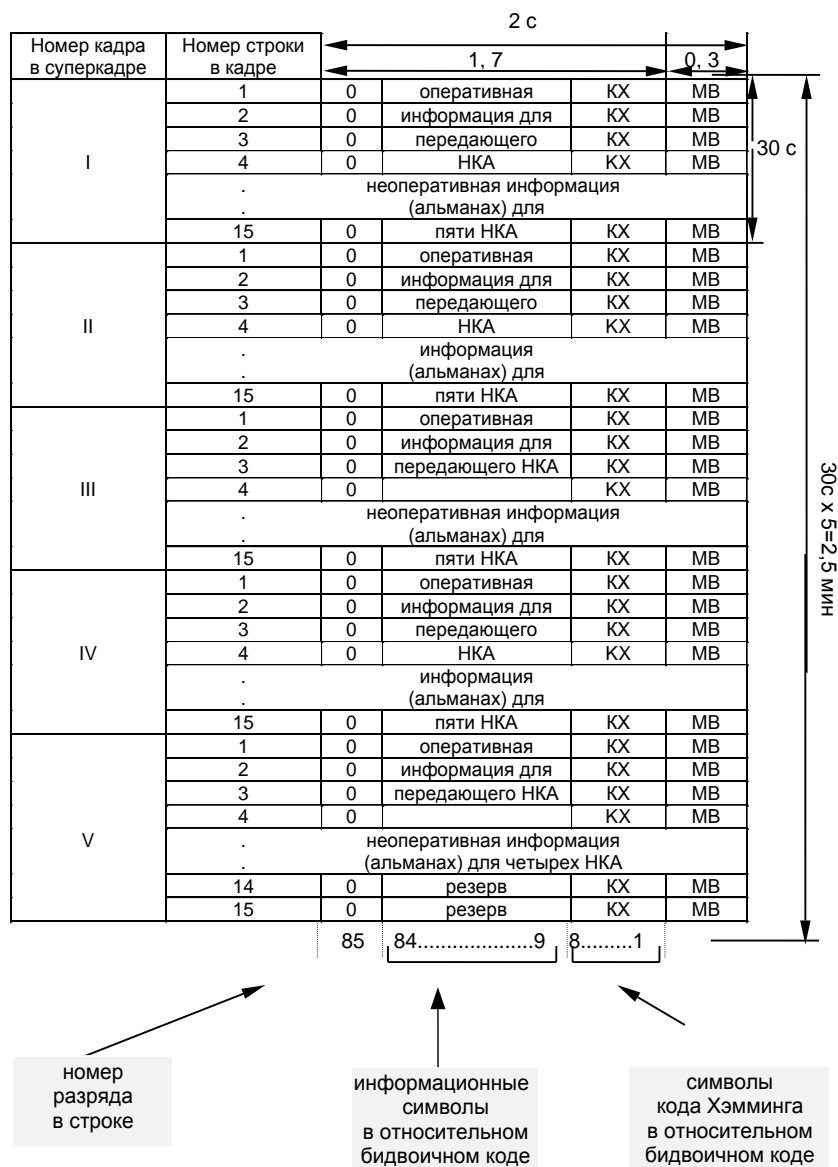 2 с
Номер кадра в суперкадре Номер строки в кадре 1, 7 0, 3
I
1 0 оперативная КХ МВ
2 0 информация для КХ МВ
3 0 передающего КХ МВ
4 0 НКА КХ МВ
. неоперативная информация
. (альманах) для
15 0 пяти НКА КХ МВ
30 с
II
1 0 оперативная КХ МВ
2 0 информация для КХ МВ
3 0 передающего КХ МВ
4 0 НКА КХ МВ
. информация
. (альманах) для
15 0 пяти НКА КХ МВ
III
1 0 оперативная КХ МВ
2 0 информация для КХ МВ
3 0 передающего НКА КХ МВ
4 0 КХ МВ
. неоперативная информация
. (альманах) для
15 0 пяти НКА КХ МВ
30с х 5=2,5 мин
IV
1 0 оперативная КХ МВ
2 0 информация для КХ МВ
3 0 передающего КХ МВ
4 0 НКА КХ МВ
. информация
. (альманах) для
15 0 пяти НКА КХ МВ
V
1 0 оперативная КХ МВ
2 0 информация для КХ МВ
3 0 передающего НКА КХ МВ
4 0 КХ МВ
. неоперативная информация
. (альманах) для четырех НКА
14 0 резерв КХ МВ
15 0 резерв КХ МВ
85 84.....................9 8.........1
номер
разряда
в строке
информационные
символы
в относительном
бидвоичном коде
символы
кода Хэмминга
в относительном
бидвоичном коде